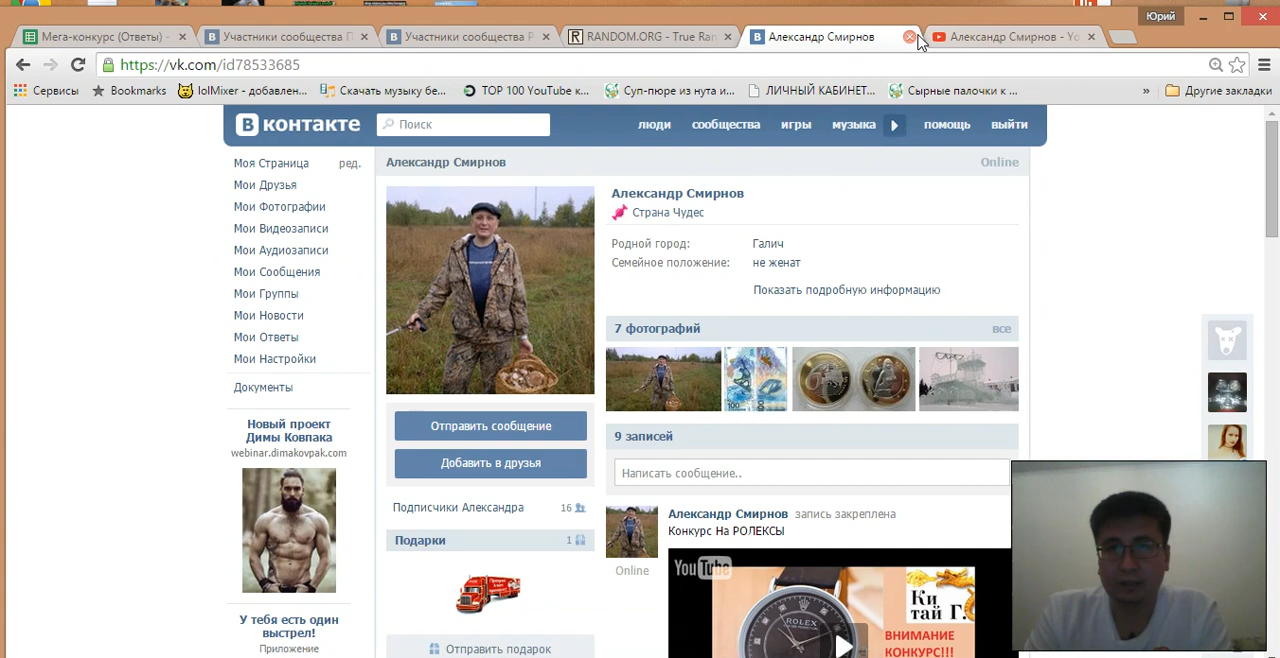 Юрий
Мега-конкурс (Ответы) -
Участники сообщества П
Участники сообщества Р
RANDOM.ORG - True Ran
Александр Смирнов
Александр Смирнов - Yo
https://vk.com/id78533685
Сервисы
Bookmarks
lolMixer - добавлен...
Скачать музыку бе...
TOP 100 YouTube к...
Суп-пюре из нута и...
ЛИЧНЫЙ КАБИНЕТ...
Сырные палочки к ...
»
Другие закладки
В контакте
Поиск
люди
сообщества
игры
музыка
помощь
выйти
Моя Страница
ред.
Мои Друзья
Мои Фотографии
Мои Видеозаписи
Мои Аудиозаписи
Мои Сообщения
Мои Группы
Мои Новости
Мои Ответы
Мои Настройки
Документы
Новый проект
Димы Ковпака
webinar.dimakovpak.com
У тебя есть один
выстрел!
Приложение
Александр Смирнов
Online
Отправить сообщение
Добавить в друзья
Подписчики Александра
16
Подарки
1
Отправить подарок
Александр Смирнов
Страна Чудес
Родной город:
Галич
Семейное положение:
не женат
Показать подробную информацию
7 фотографий
все
100
9 записей
Написать сообщение..
Александр Смирнов запись закреплена
Конкурс На РОЛЕКСЫ
Online
YouTube
ROLEX
Ки
тай Г.
ВНИМАНИЕ
КОНКУРС!!!